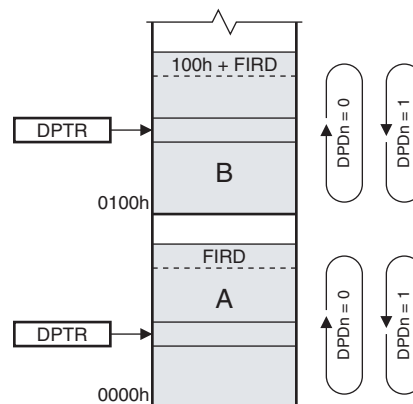 100h + FIRD
DPTR
B
0100h
DPDn = 0
DPDn = 1
FIRD
A
DPTR
0000h
DPDn = 0
DPDn = 1